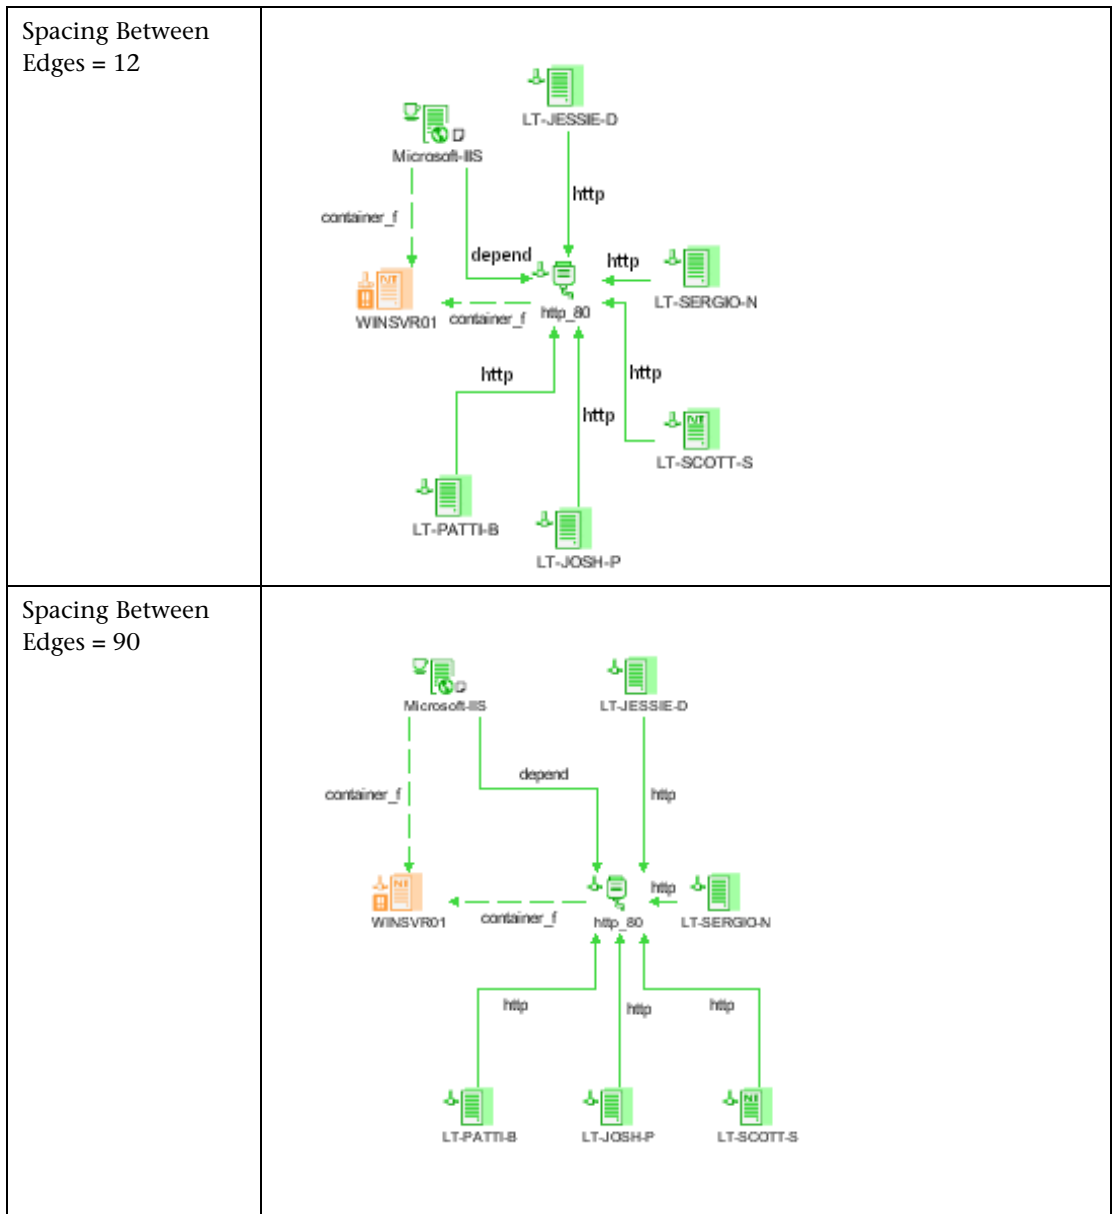 Spacing Between
Edges = 12
LT-JESSIE-D
Microsoft-IIS
http
container_f
depend
http
LT-SERGIO-N
WINSVR01
container_f
http_80
http
http
http
LT-SCOTT-S
LT-PATTI-B
LT-JOSH-P
Spacing Between
Edges = 90
Microsoft-IIS
LT-JESSIE-D
depend
container_f
http
http
WINSVR01
container_f
http_80
LT-SERGIO-N
http
http
http
LT-PATTI-B
LT-JOSH-P
LT-SCOTT-S